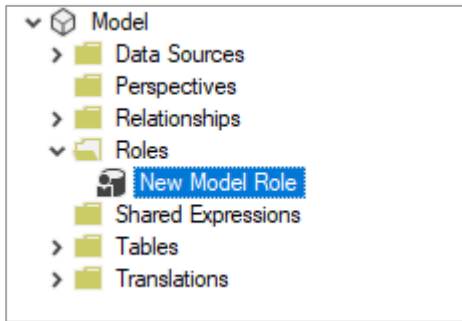 Model
Data Sources
Perspectives
Relationships
Roles
New Model Role
Shared Expressions
Tables
Translations